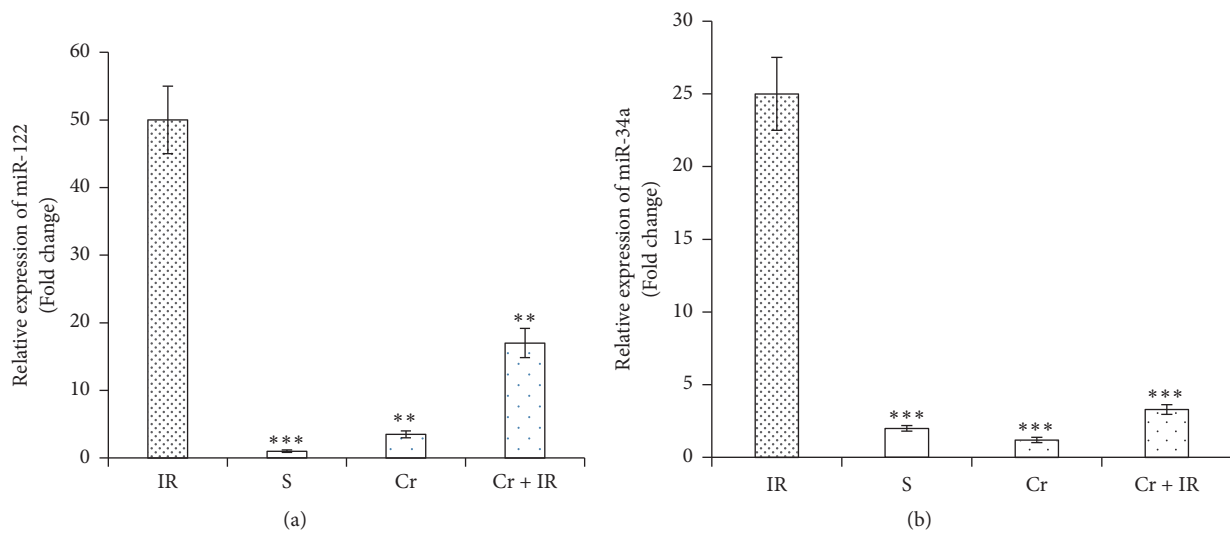 Relative expression of miR-122
(Fold change)
60
50
40
30
20
10
0
***
**
**
IR
S
Cr
Cr + IR
(a)
Relative expression of miR-34a
(Fold change)
30
25
20
15
10
5
0
***
***
***
IR
S
Cr
Cr + IR
(b)